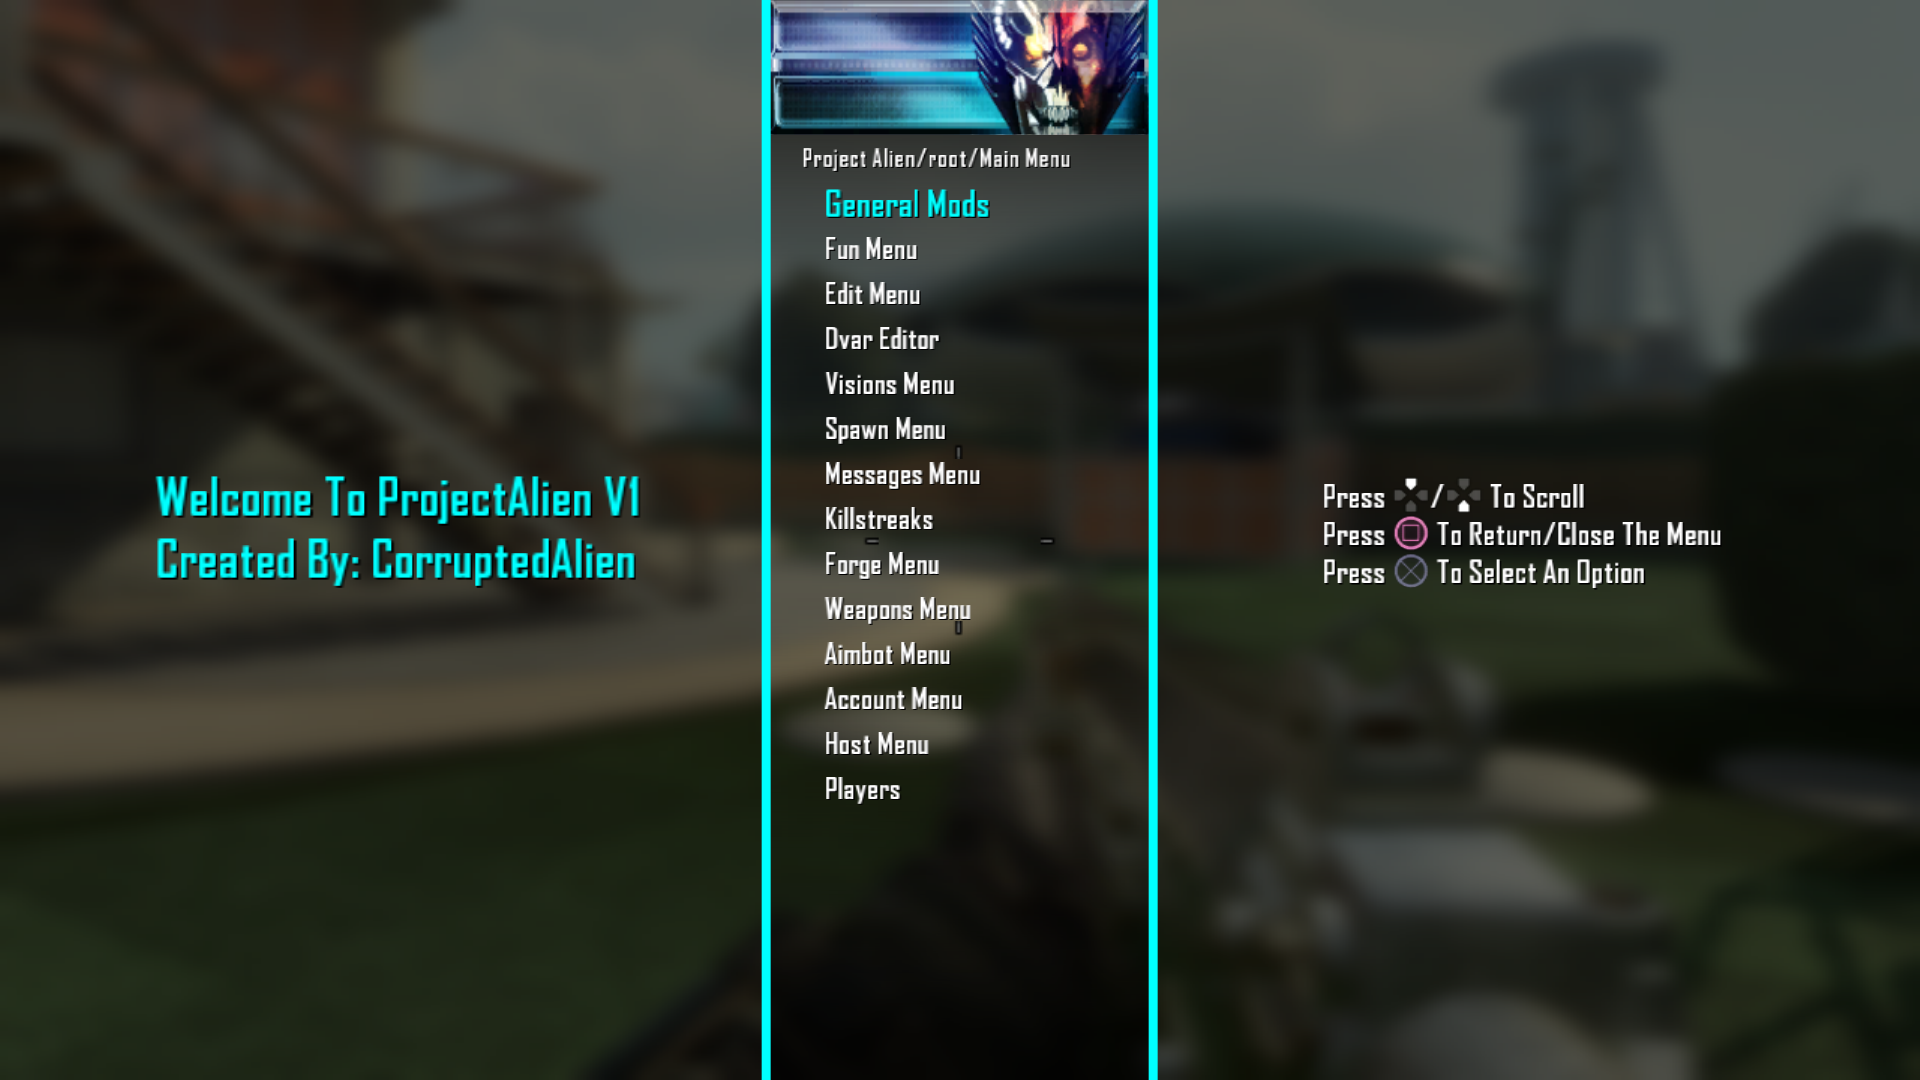 Project Alien/root/Main Menu
General Mods
Fun Menu
Edit Menu
Dvar Editor
Visions Menu
Spawn Menu
Messages Menu
Killstreaks
Forge Menu
Weapons Menu
Aimbot Menu
Account Menu
Host Menu
Players
Welcome To ProjectAlien V1
Created By: CorruptedAlien
Press / To Scroll
Press To Return/Close The Menu
Press To Select An Option